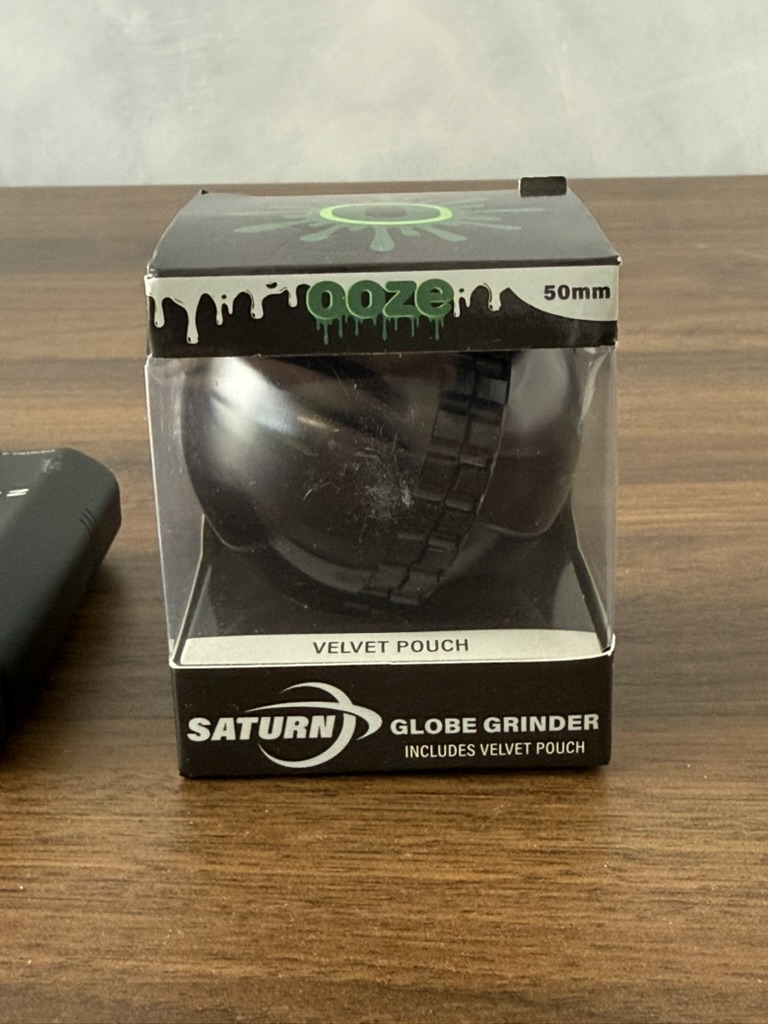 ooze
50mm
VELVET POUCH
SATURN GLOBE GRINDER
INCLUDES VELVET POUCH